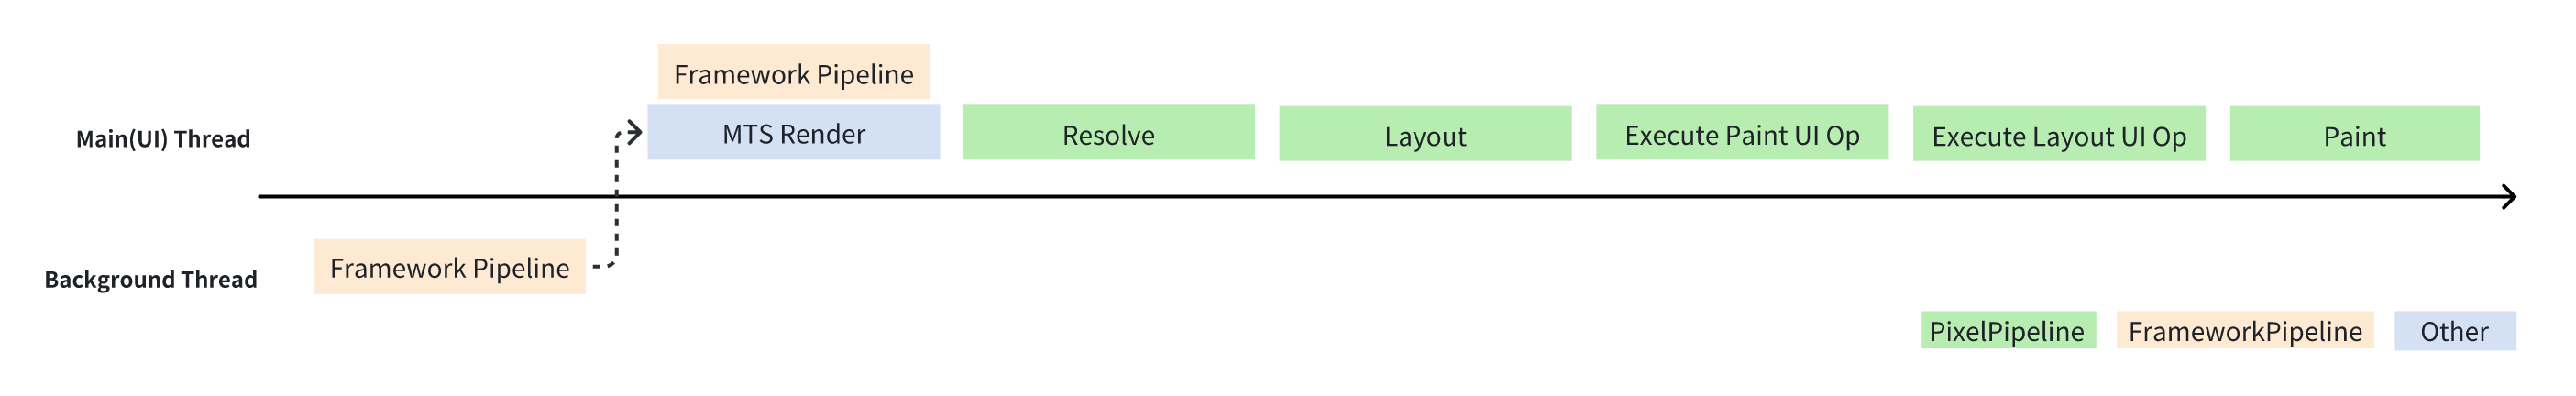 Framework Pipeline
Main(UI) Thread
MTS Render
Resolve
Layout
Execute Paint UI Op
Execute Layout UI Op
Paint
Background Thread
Framework Pipeline
PixelPipeline
FrameworkPipeline
Other